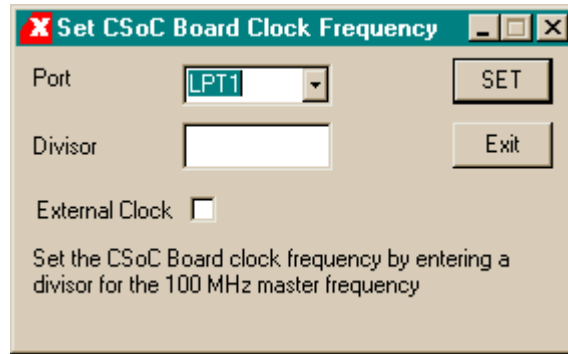 X Set CSoC Board Clock Frequency
Port LPT1 SET
Divisor Exit
External Clock
Set the CSoC Board clock frequency by entering a
divisor for the 100 MHz master frequency